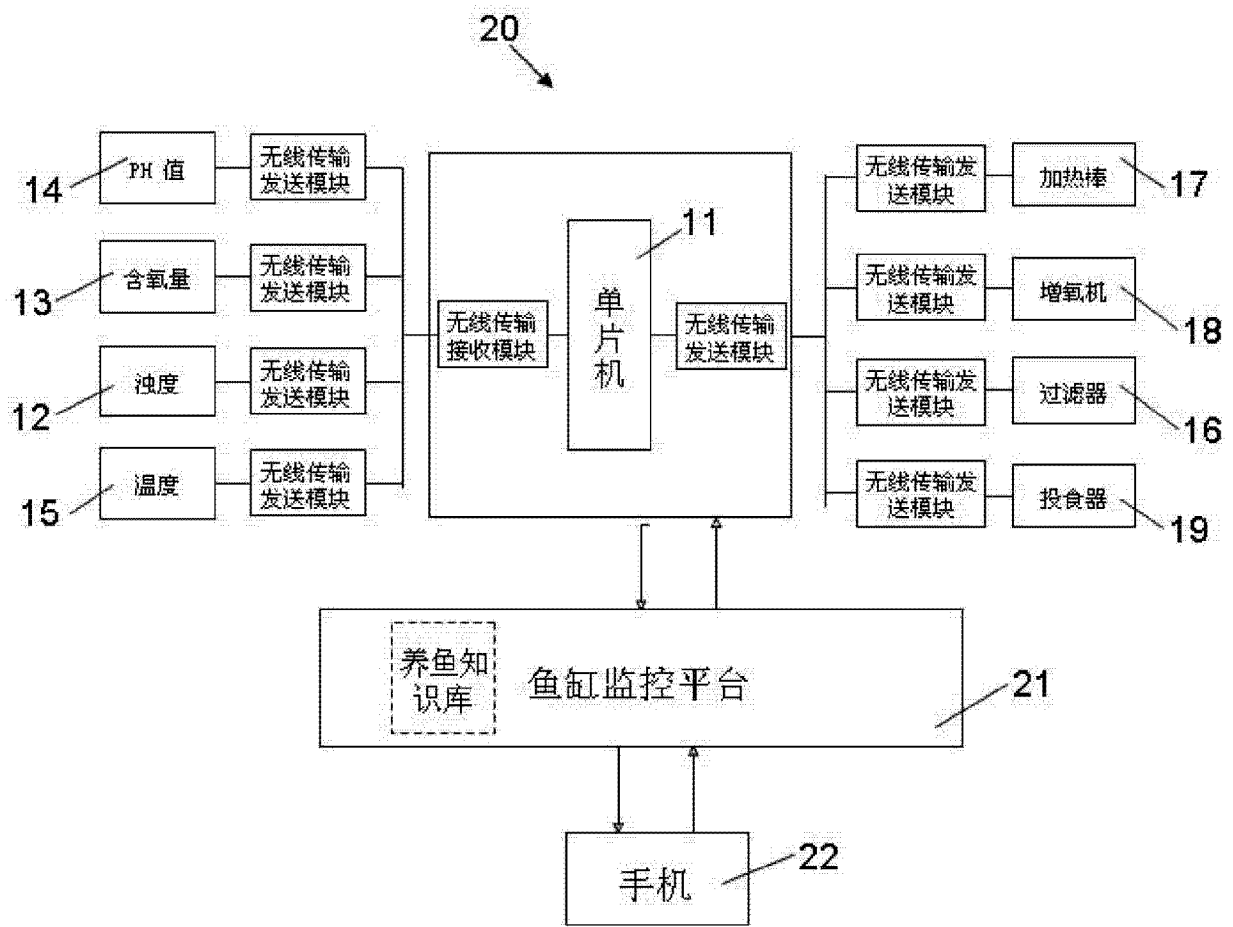 20
PH 值
14
无线传输
发送模块
含氧量
13
无线传输
发送模块
浊度
12
无线传输
发送模块
温度
15
无线传输
发送模块
无线传输
接收模块
单
片
机
11
无线传输
发送模块
无线传输发
送模块
加热棒
17
无线传输发
送模块
增氧机
18
无线传输发
送模块
过滤器
16
无线传输发
送模块
投食器
19
养鱼知
识库
鱼缸监控平台
21
手机
22